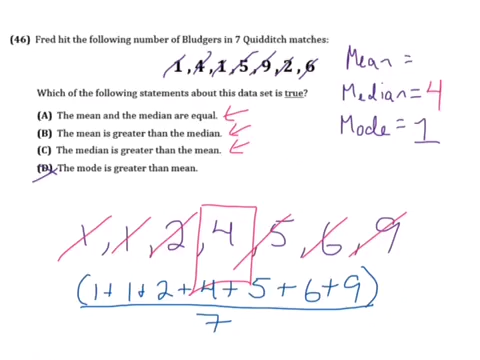 (46) Fred hit the following number of Bludgers in 7 Quidditch matches:
1, 4, 1, 5, 9, 2, 6
Mean =
Median = 4
Mode = 1
Which of the following statements about this data set is true?
(A) The mean and the median are equal.
(B) The mean is greater than the median.
(C) The median is greater than the mean.
(D) The mode is greater than mean.
1, 1, 2, 4, 5, 6, 9
(1 + 1 + 2 + 4 + 5 + 6 + 9)
7